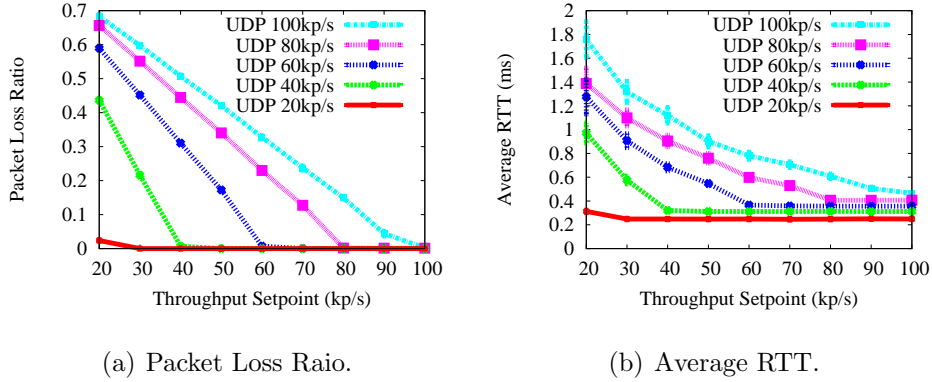 Packet Loss Ratio
0.7
0.6
0.5
0.4
0.3
0.2
0.1
0
UDP 100kp/s
UDP 80kp/s
UDP 60kp/s
UDP 40kp/s
UDP 20kp/s
20 30 40 50 60 70 80 90 100
Throughput Setpoint (kp/s)
(a) Packet Loss Raio.
Average RTT (ms)
2
1.8
1.6
1.4
1.2
1
0.8
0.6
0.4
0.2
0
UDP 100kp/s
UDP 80kp/s
UDP 60kp/s
UDP 40kp/s
UDP 20kp/s
20 30 40 50 60 70 80 90 100
Throughput Setpoint (kp/s)
(b) Average RTT.